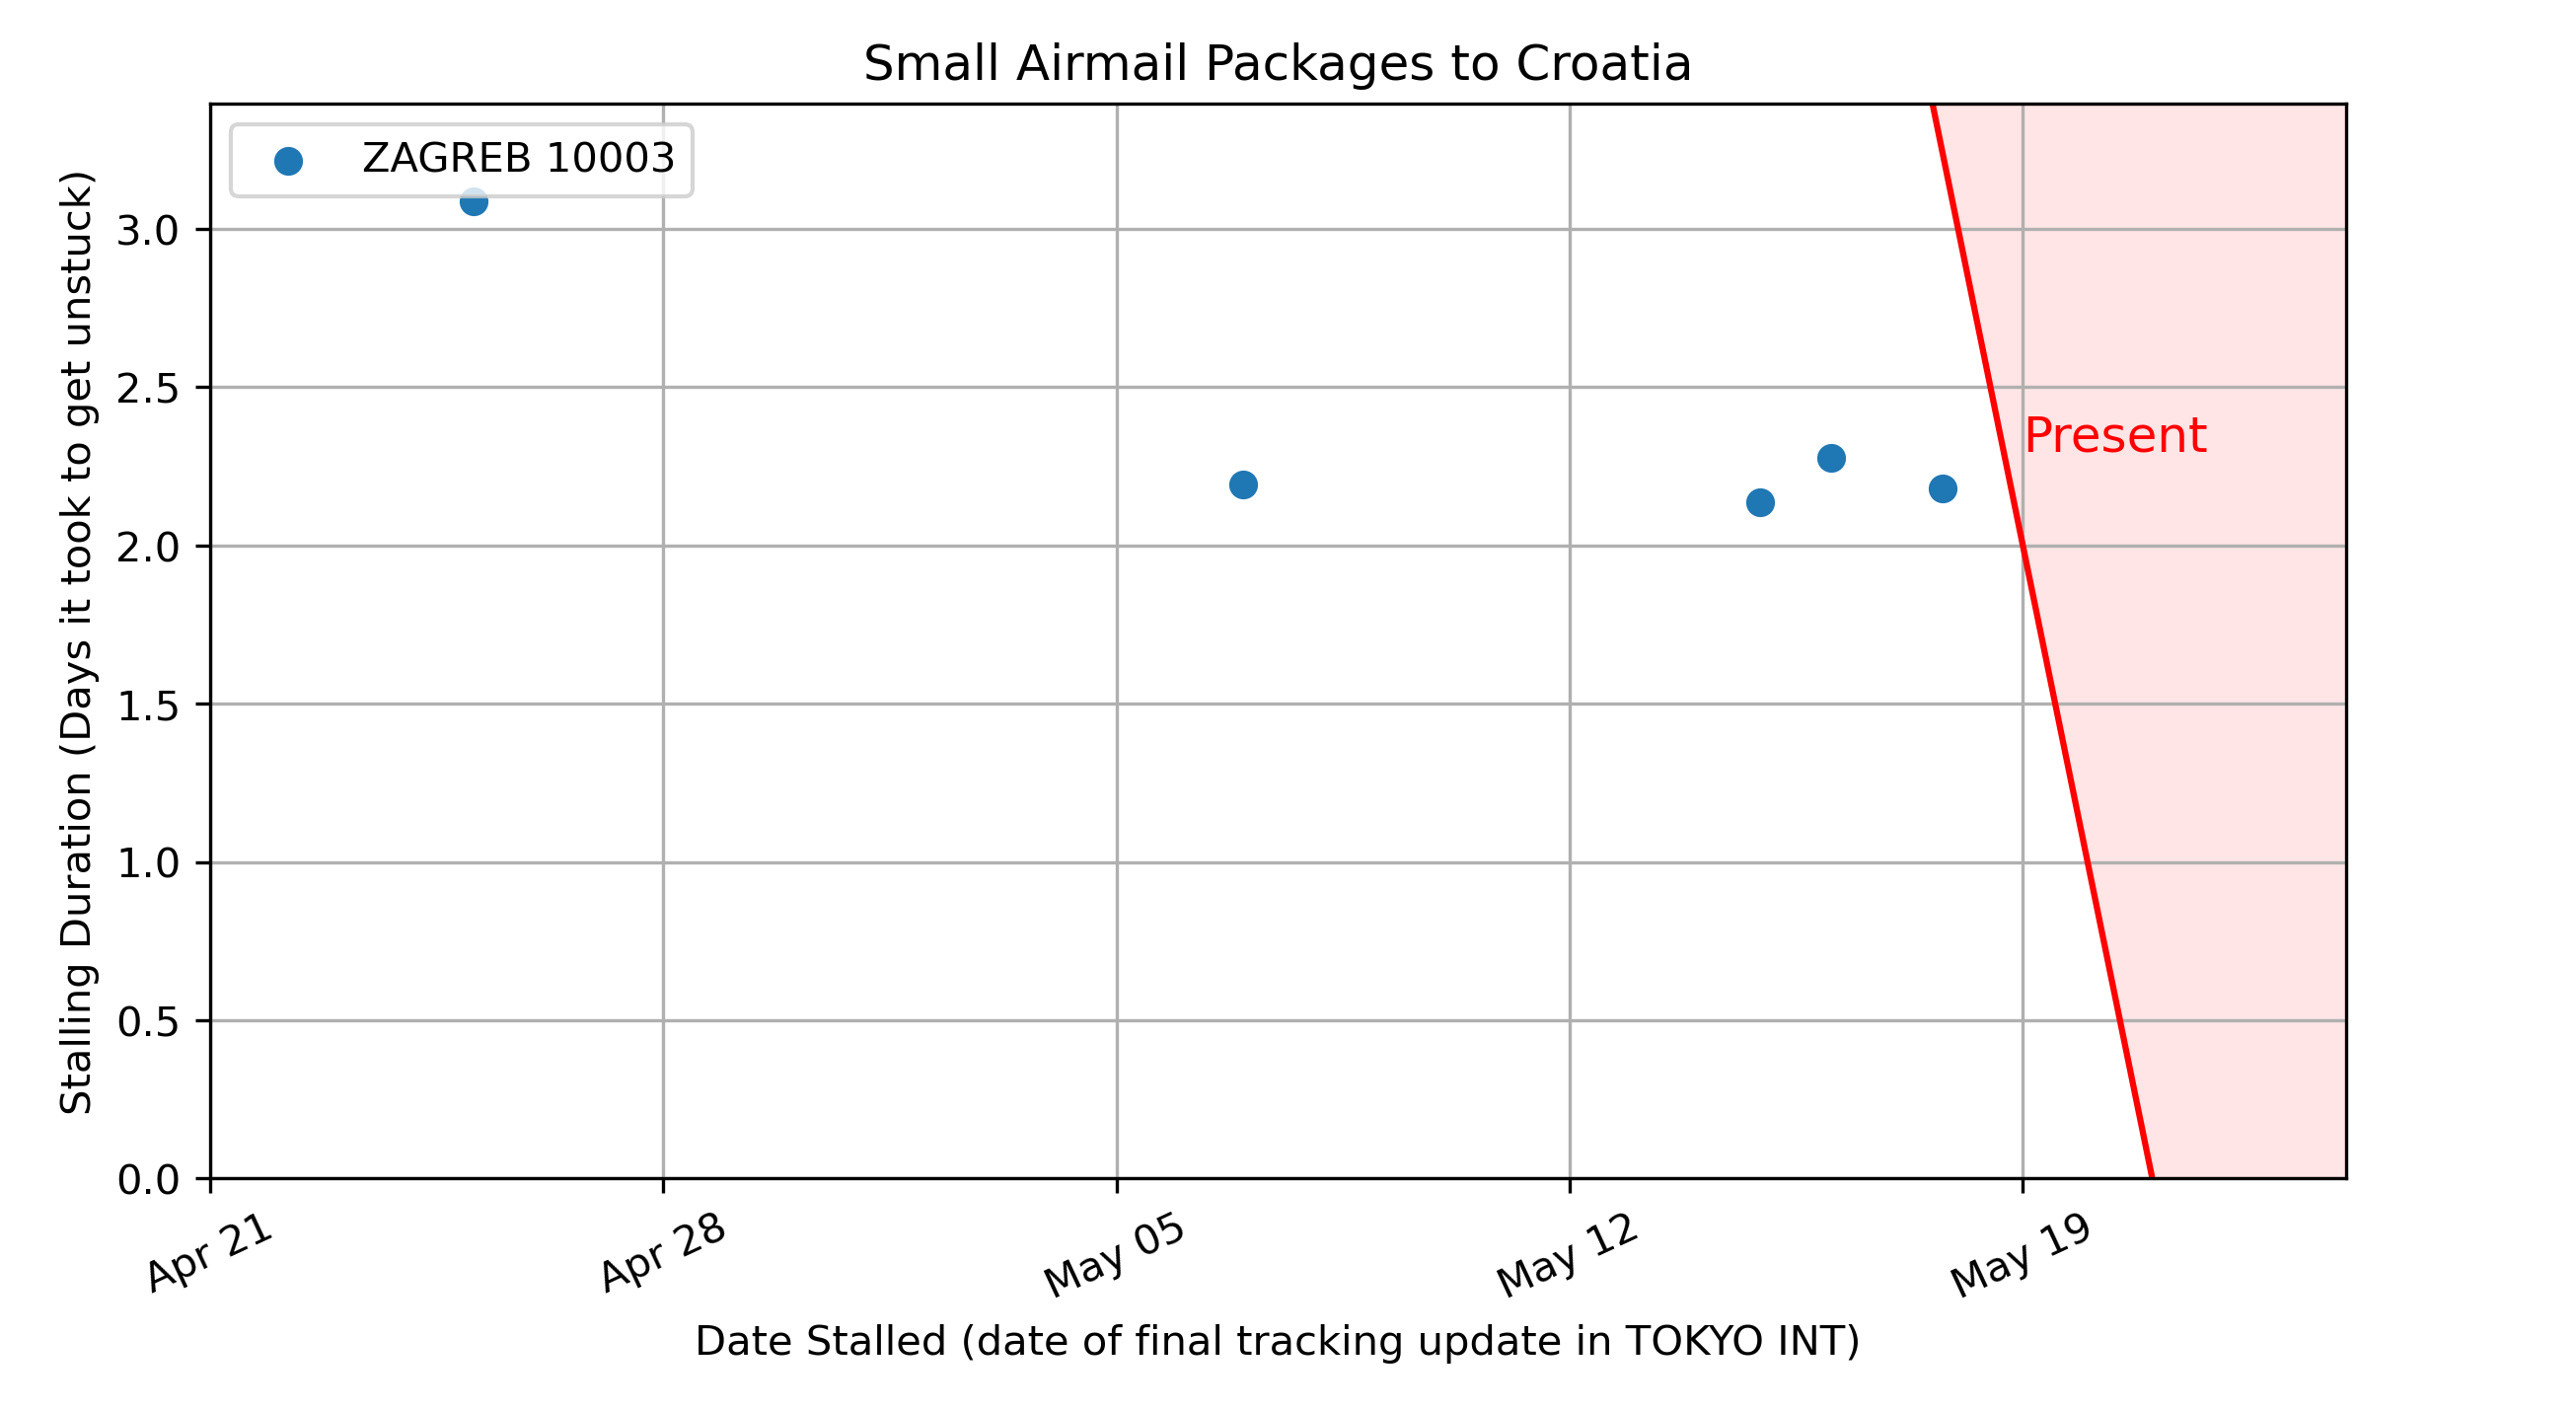 Small Airmail Packages to Croatia
ZAGREB 10003
Stalling Duration (Days it took to get unstuck)
3.0
2.5
2.0
1.5
1.0
0.5
0.0
Present
Apr 21
Apr 28
May 05
May 12
May 19
Date Stalled (date of final tracking update in TOKYO INT)